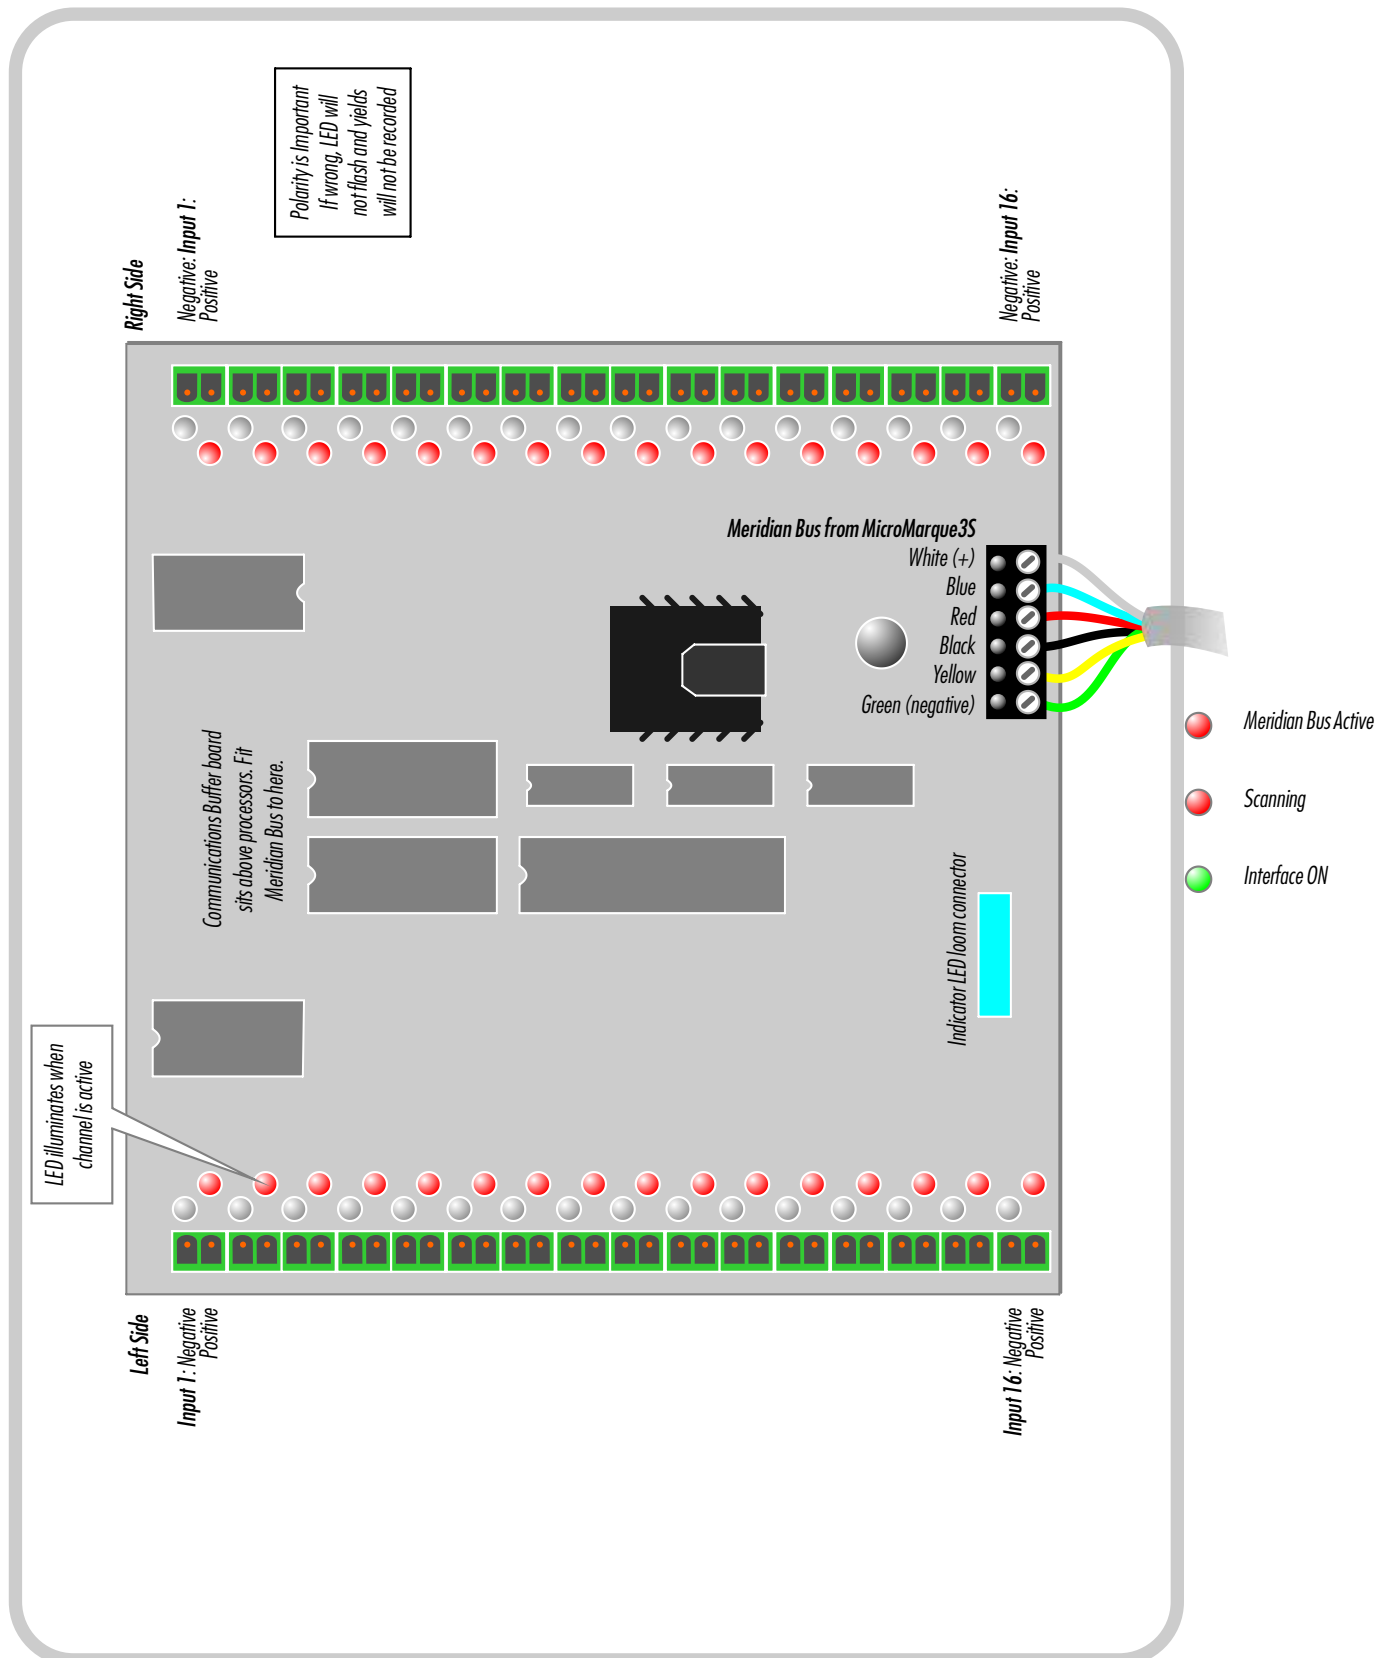 Polarity is Important
If wrong, LED will
not flash and yields
will not be recorded
Right Side
Negative: Input 1:
Positive
Negative: Input 16:
Positive
Meridian Bus from MicroMarque3S
White (+)
Blue
Red
Black
Yellow
Green (negative)
Meridian Bus Active
Scanning
Interface ON
Communications Buffer board
sits above processors. Fit
Meridian Bus to here.
Indicator LED loom connector
LED illuminates when
channel is active
Left Side
Input 1: Negative
Positive
Input 16: Negative
Positive